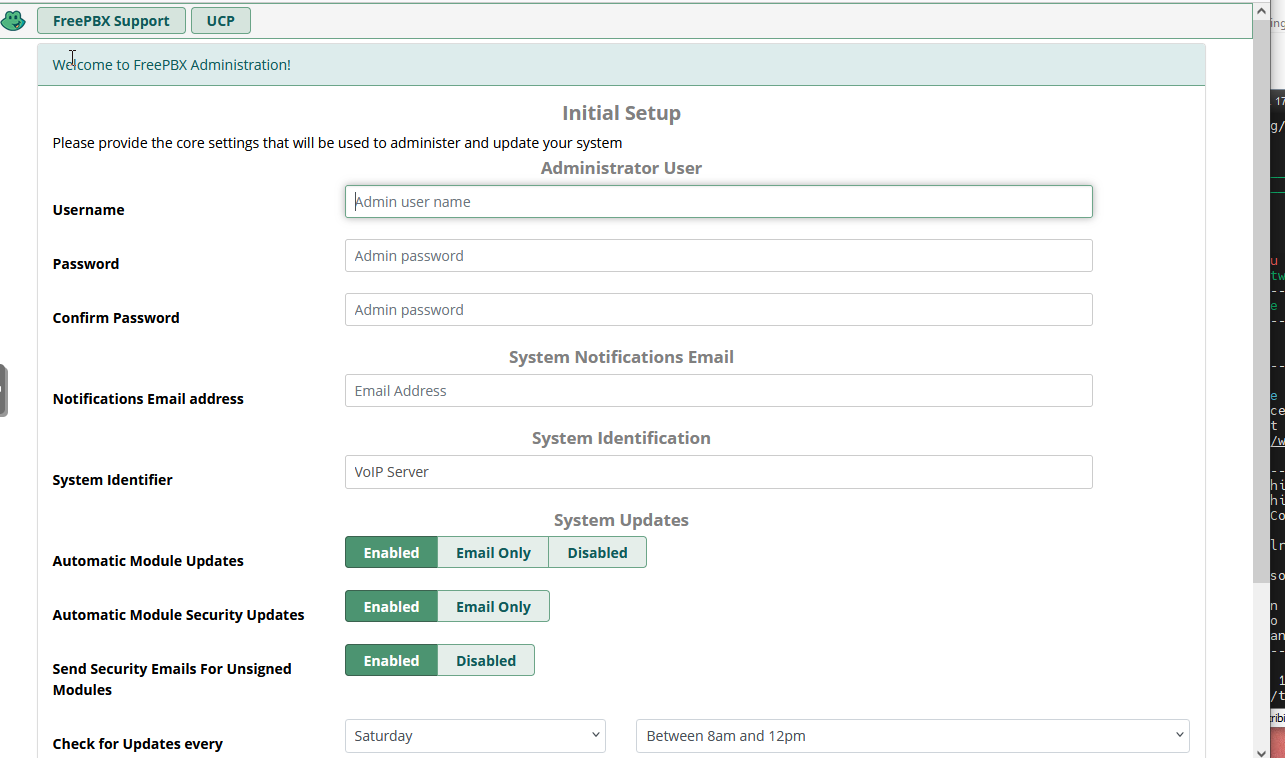 FreePBX Support UCP
Welcome to FreePBX Administration!
Initial Setup
Please provide the core settings that will be used to administer and update your system
Administrator User
Username Admin user name
Password Admin password
Confirm Password Admin password
System Notifications Email
Notifications Email address Email Address
System Identification
System Identifier VoIP Server
System Updates
Automatic Module Updates Enabled Email Only Disabled
Automatic Module Security Updates Enabled Email Only
Send Security Emails For Unsigned Enabled Disabled
Modules
Check for Updates every Saturday Between 8am and 12pm